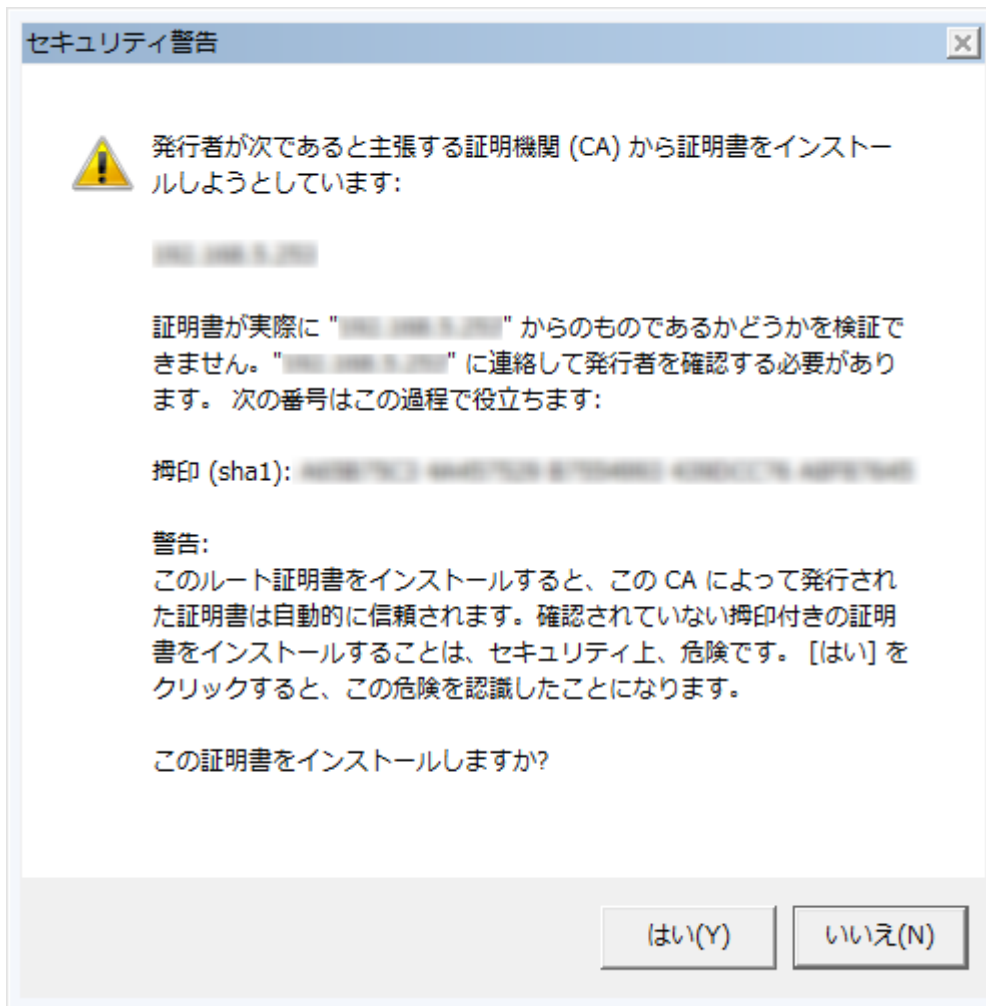 セキュリティ警告
発行者が次であると主張する証明機関 (CA) から証明書をインストー
ルしようとしています:
証明書が実際に "" からのものであるかどうかを検証で
きません。"" に連絡して発行者を確認する必要があり
ます。 次の番号はこの過程で役立ちます:
拇印 (sha1):
警告:
このルート証明書をインストールすると、この CA によって発行され
た証明書は自動的に信頼されます。確認されていない拇印付きの証明
書をインストールすることは、セキュリティ上、危険です。 [はい] を
クリックすると、この危険を認識したことになります。
この証明書をインストールしますか?
はい(Y)
いいえ(N)